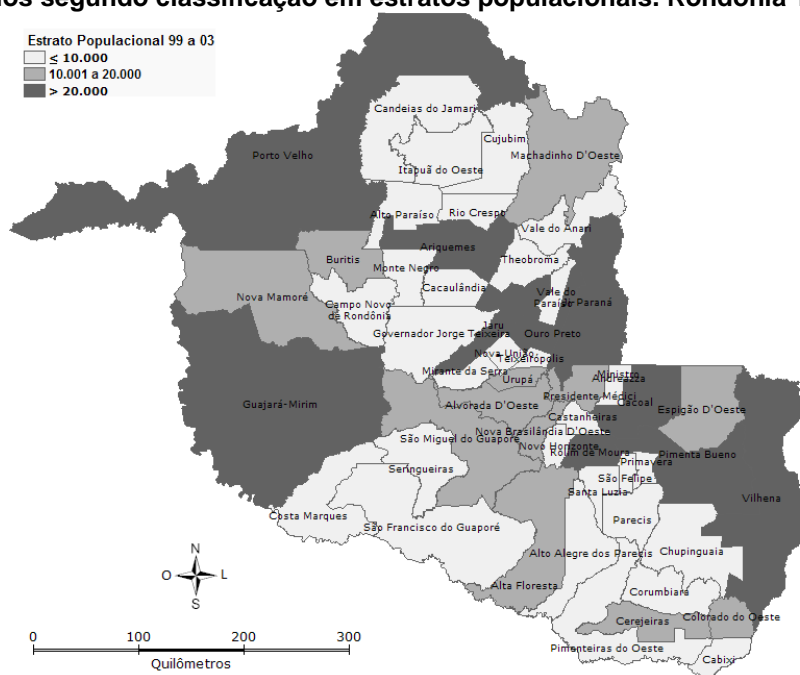 os segundo classificação em estratos populacionais. Rondônia
Estrato Populacional 99 a 03
≤ 10.000
10.001 a 20.000
> 20.000
Candeias do Jamari
Cujubim
Porto Velho
Machadinho D'Oeste
Itapuã do Oeste
Alto Paraíso
Rio Crespo
Vale do Anari
Ariquemes
Buritis
Theobroma
Monte Negro
Cacaulândia
Vale do
Paraíso
Ji-Paraná
Nova Mamoré
Campo Novo
de Rondônia
Jaru
Governador Jorge Teixeira
Ouro Preto
Nova União
Teixeirópolis
Mirante da Serra
Urupá
Ministro
Andreazza
Presidente Médici
Cacoal
Guajará-Mirim
Alvorada D'Oeste
Espigão D'Oeste
Castanheiras
Nova Brasilândia D'Oeste
São Miguel do Guaporé
Novo Horizonte
Rolim de Moura
Pimenta Bueno
Primavera
Seringueiras
São Felipe
Santa Luzia
Vilhena
Costa Marques
Parecis
São Francisco do Guaporé
Alto Alegre dos Parecis
Chupinguaia
Alta Floresta
Corumbiara
Cerejeiras
Colorado do Oeste
Pimenteiras do Oeste
Cabixi
N
O
L
S
0 100 200 300
Quilômetros